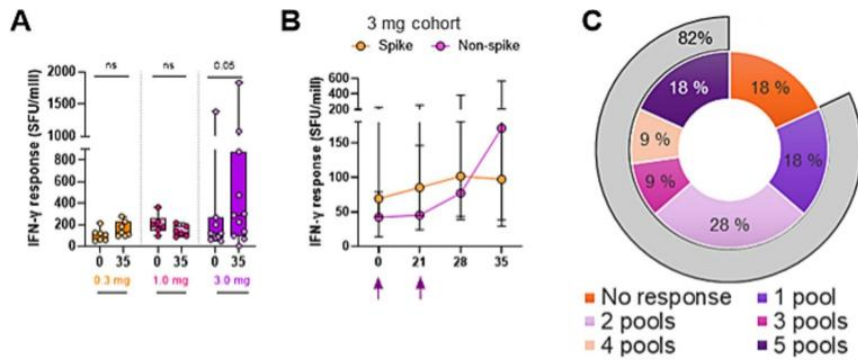 A
IFN-γ response (SFU/mill)
2000
1500
1000
800
600
400
200
0
ns
ns
0.05
0 35 0 35 0 35
0.3 mg 1.0 mg 3.0 mg
B
3 mg cohort
Spike Non-spike
IFN-γ response (SFU/mill)
600
400
200
150
100
50
0
0 21 28 35
C
82%
18 %
18 %
18 %
9 %
9 %
28 %
No response 1 pool
2 pools 3 pools
4 pools 5 pools